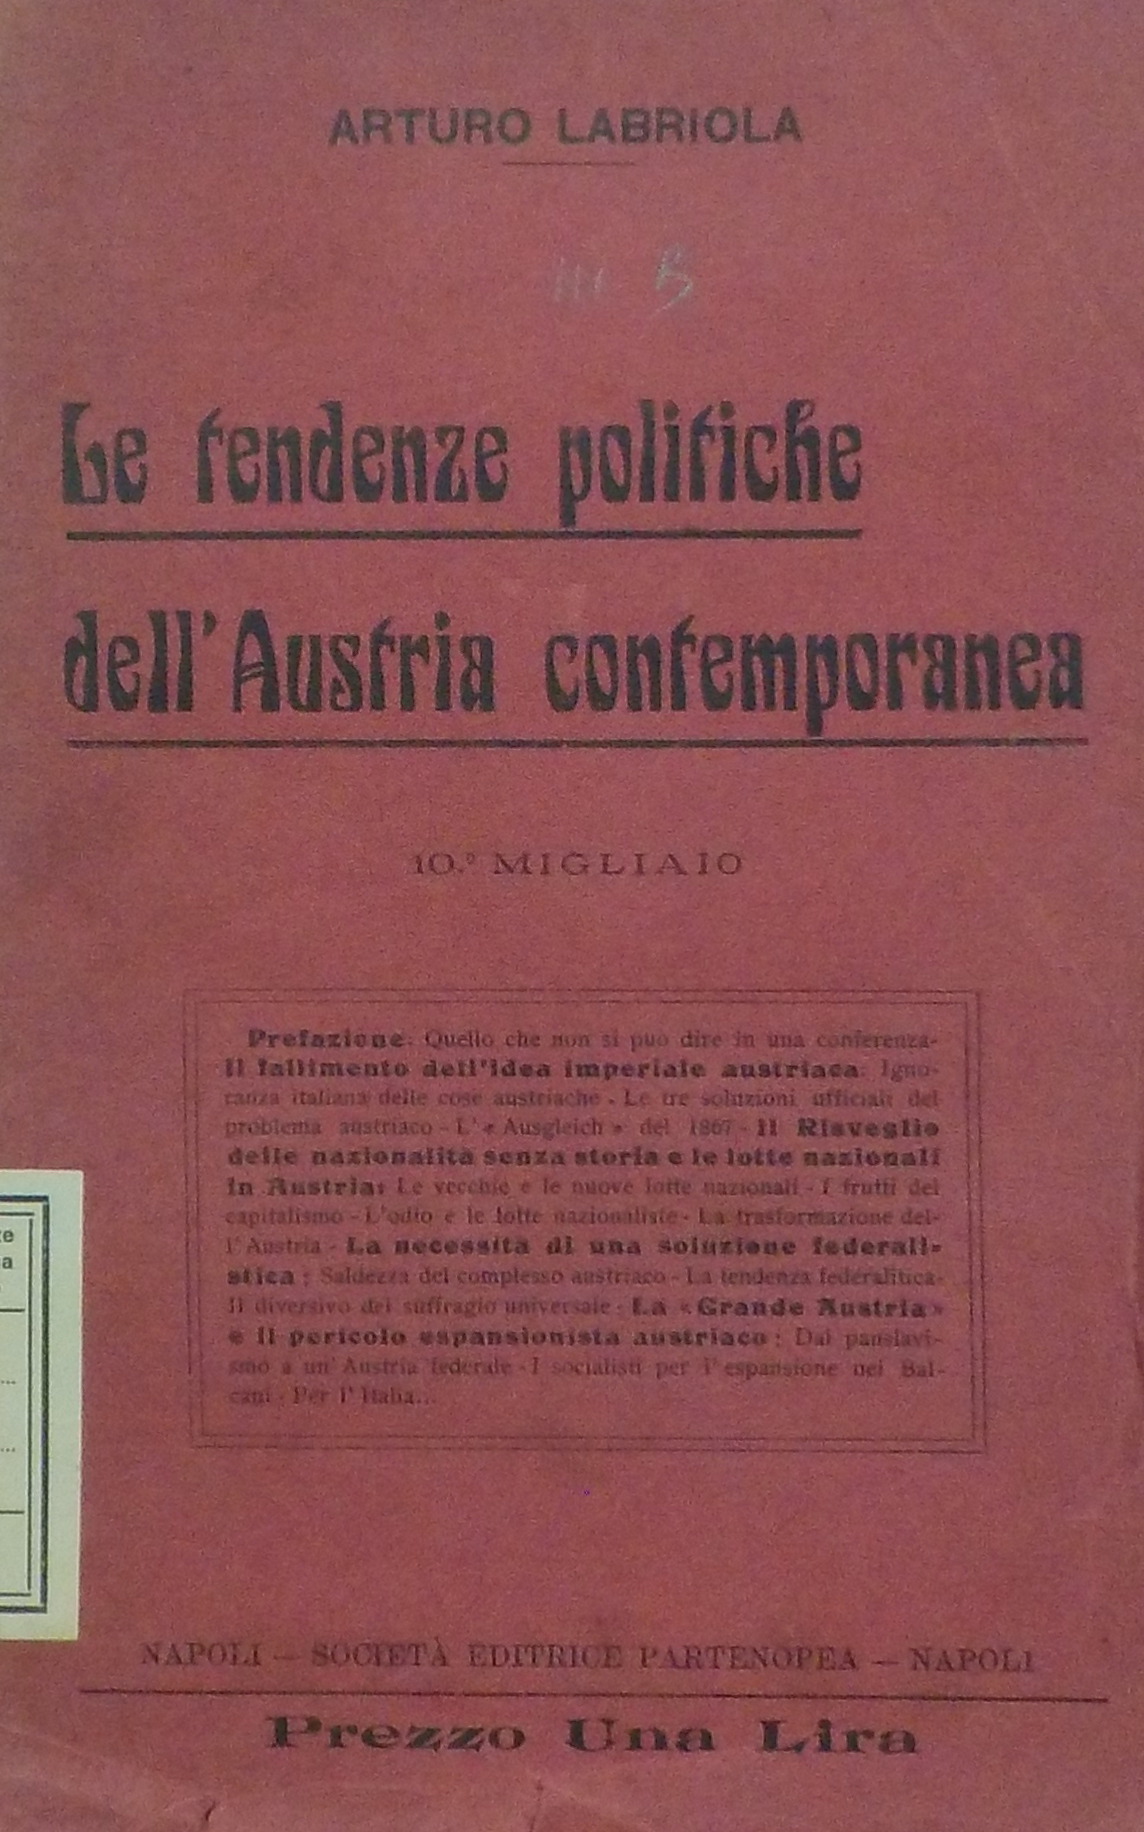 ARTURO LABRIOLA
III B
Le tendenze politiche
dell'Austria contemporanea
10.º MIGLIAIO
Prefazione: Quello che non si può dire in una conferenza-
Il fallimento dell'idea imperiale austriaca: Igno-
ranza italiana delle cose austriache - Le tre soluzioni ufficiali del
problema austriaco - L'« Ausgleich » del 1867 - Il Risveglio
delle nazionalità senza storia e le lotte nazionali
in Austria: Le vecchie e le nuove lotte nazionali - I frutti del
capitalismo - L'odio e le lotte nazionaliste - La trasformazione del-
l'Austria - La necessità di una soluzione federali-
stica : Saldezza del complesso austriaco - La tendenza federalitica-
Il diversivo del suffragio universale - La «Grande Austria»
e il pericolo espansionista austriaco : Dal panslavi-
smo a un'Austria federale - I socialisti per l'espansione nei Bal-
cani - Per l'Italia...
NAPOLI — SOCIETÀ EDITRICE PARTENOPEA — NAPOLI
Prezzo Una Lira